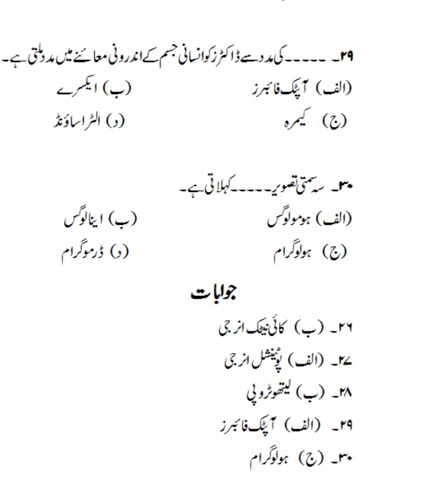 ۲۹۔ ۔۔۔۔۔کی مدد سے ڈاکٹرز کو انسانی جسم کے اندرونی معائنے میں مدد ملتی ہے۔
(الف) آپٹک فائبرز (ب) ایکسرے
(ج) کیمرہ (د) الٹراساؤنڈ
۳۰۔ سہ سمتی تصویر۔۔۔۔۔کہلاتی ہے۔
(الف) ہومولوگس (ب) اینالوگس
(ج) ہولوگرام (د) ڈرموگرام
جوابات
۲۶۔ (ب) کائی نیٹک انرجی
۲۷۔ (الف) پوٹینشل انرجی
۲۸۔ (ب) لیتھوٹروپی
۲۹۔ (الف) آپٹک فائبرز
۳۰۔ (ج) ہولوگرام